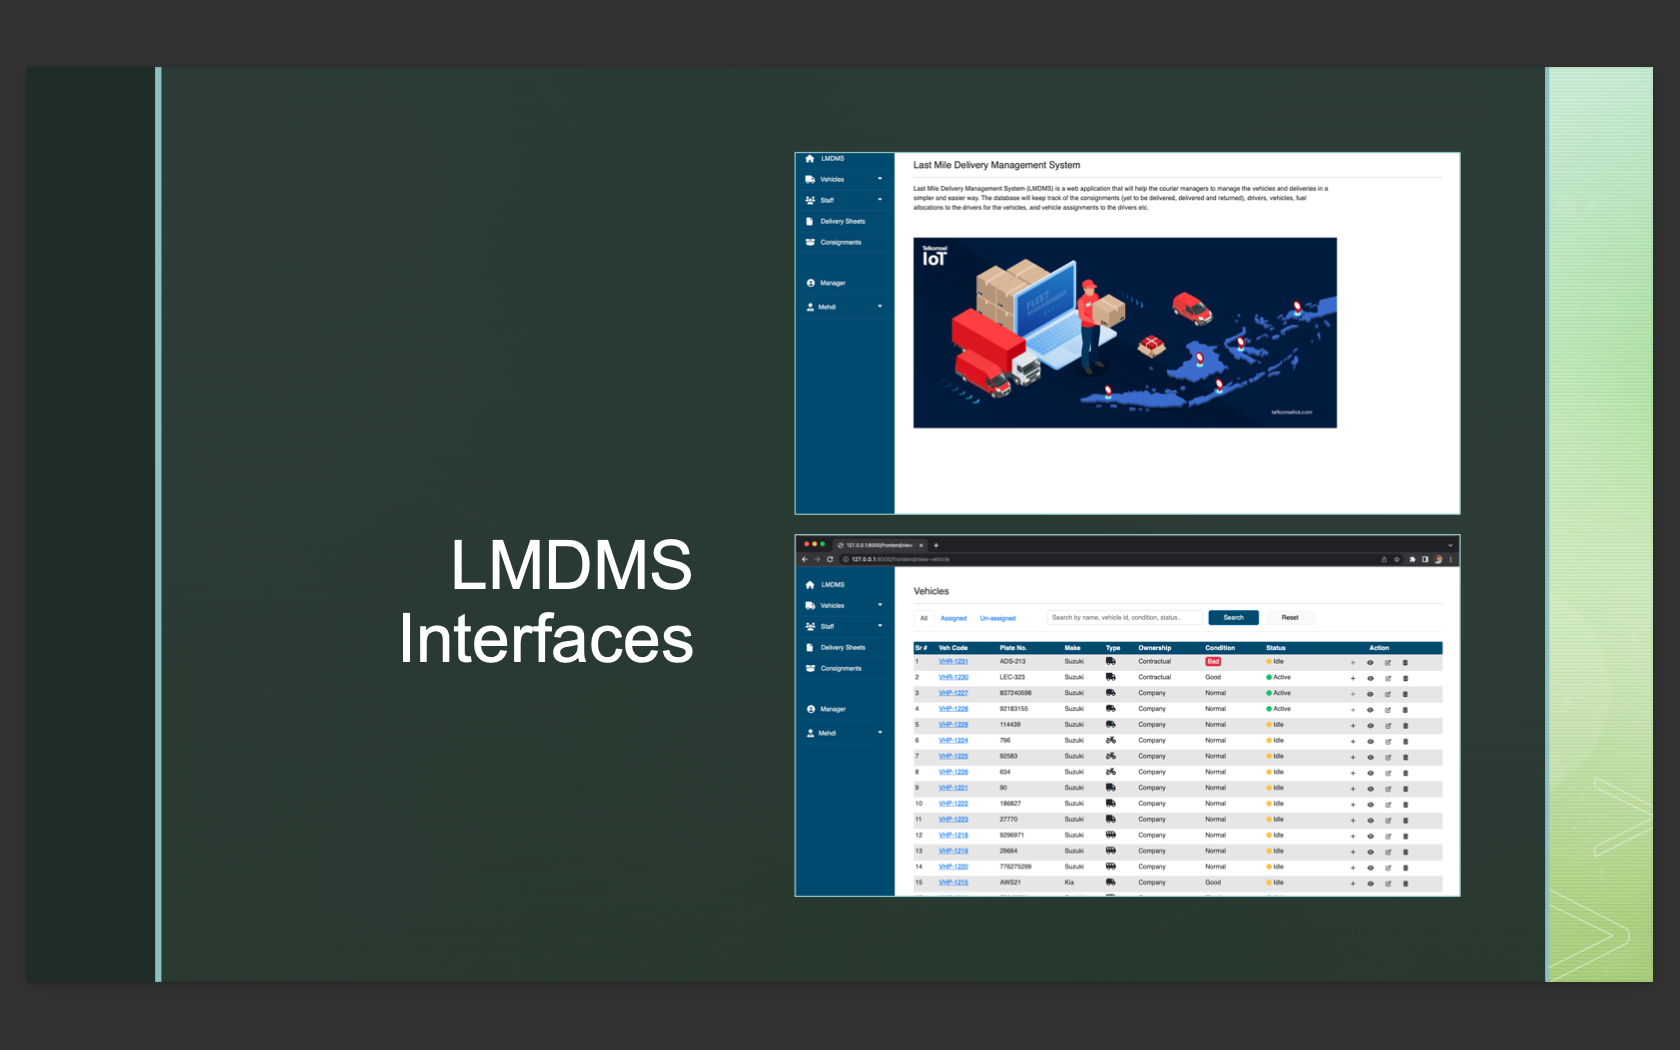 LMDMS
Interfaces
LMDMS
Vehicles
Staff
Delivery Sheets
Consignments
Manager
Mehdi
Last Mile Delivery Management System
Last Mile Delivery Management System (LMDMS) is a web application that will help the courier managers to manage the vehicles and deliveries in a
simpler and easier way. The database will keep track of the consignments (yet to be delivered, delivered and returned), drivers, vehicles, fuel
allocations to the drivers for the vehicles, and vehicle assignments to the drivers etc.
Telkomsel
IoT
FLEET
MANAGEMENT
telkomseliot.com
127.0.0.1:8000/frontend/view-
127.0.0.1:8000/frontend/view-vehicle
LMDMS
Vehicles
Staff
Delivery Sheets
Consignments
Manager
Mehdi
Vehicles
All Assigned Un-assigned Search by name, vehicle id, condition, status.. Search Reset
Sr # Veh Code Plate No. Make Type Ownership Condition Status Action
1 VHR-1231 ADS-213 Suzuki Contractual Bad Idle
2 VHR-1230 LEC-323 Suzuki Contractual Good Active
3 VHP-1227 837240598 Suzuki Company Normal Active
4 VHP-1228 92183155 Suzuki Company Normal Active
5 VHP-1229 114439 Suzuki Company Normal Idle
6 VHP-1224 796 Suzuki Company Normal Idle
7 VHP-1225 92583 Suzuki Company Normal Idle
8 VHP-1226 634 Suzuki Company Normal Idle
9 VHP-1221 90 Suzuki Company Normal Idle
10 VHP-1222 186827 Suzuki Company Normal Idle
11 VHP-1223 27770 Suzuki Company Normal Idle
12 VHP-1218 9296971 Suzuki Company Normal Idle
13 VHP-1219 29664 Suzuki Company Normal Idle
14 VHP-1220 776275299 Suzuki Company Normal Idle
15 VHP-1215 AWS21 Kia Company Good Idle